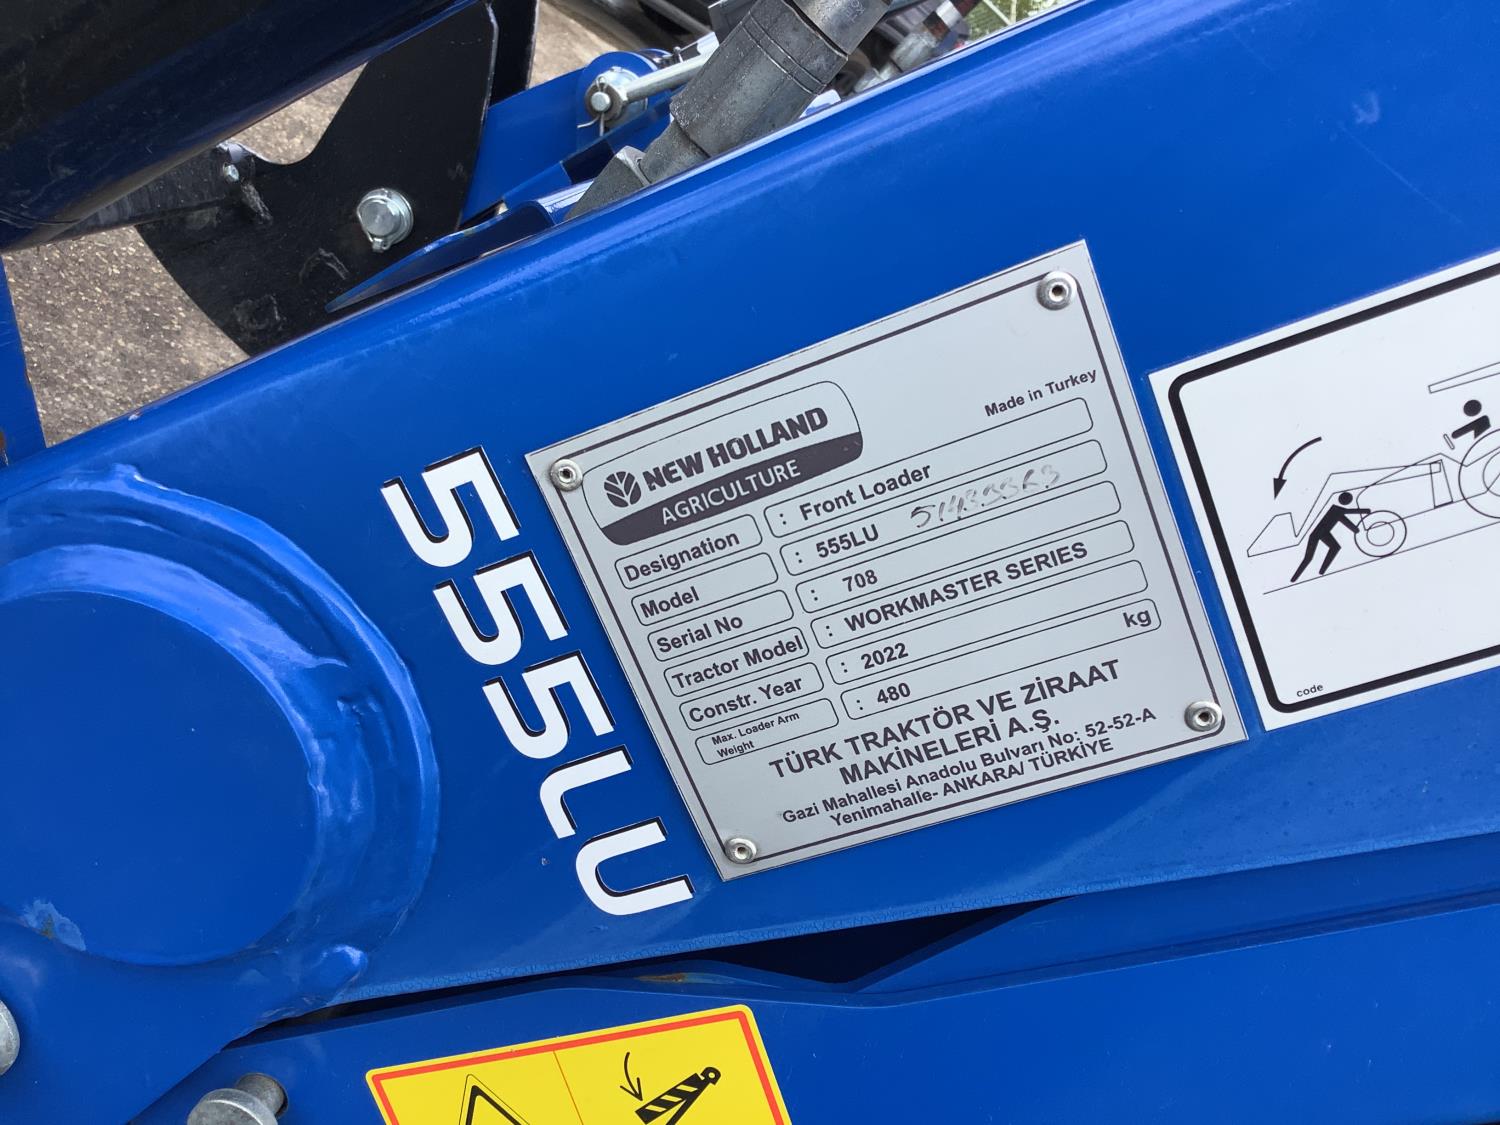 555LU
NEW HOLLAND
AGRICULTURE
Made in Turkey
Designation : Front Loader
Model : 555LU
Serial No : 708
Tractor Model : WORKMASTER SERIES
Constr. Year : 2022
Max. Loader Arm
Weight : 480 kg
TÜRK TRAKTÖR VE ZİRAAT
MAKİNELERİ A.Ş.
Gazi Mahallesi Anadolu Bulvarı No: 52-52-A
Yenimahalle- ANKARA/ TÜRKİYE
code